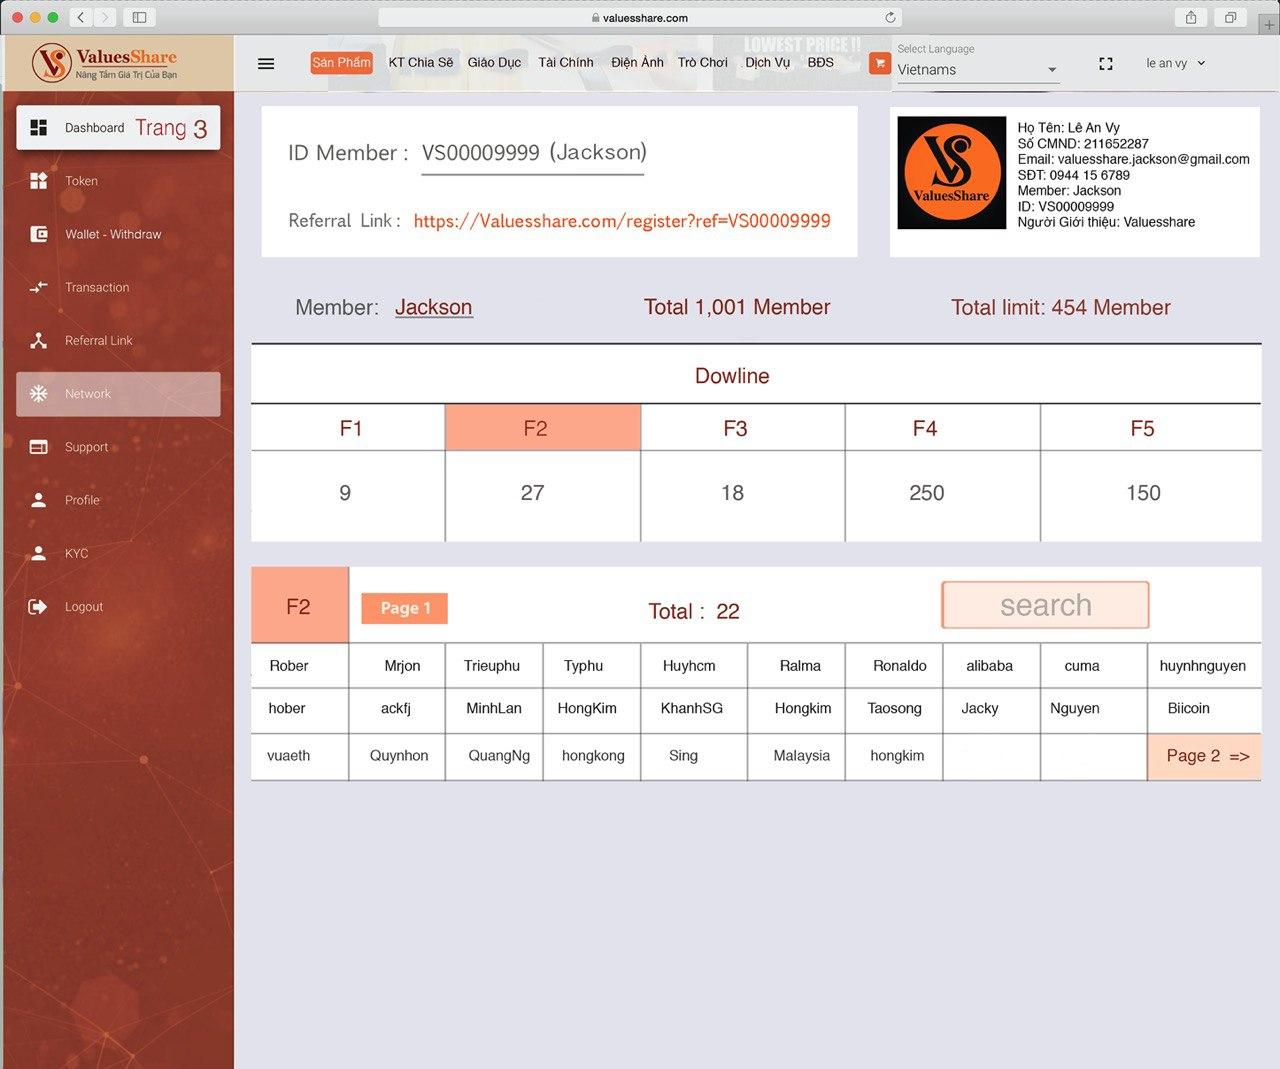 valuesshare.com
ValuesShare
Nâng Tầm Giá Trị Của Bạn
LOWEST PRICE !!
Sản Phẩm KT Chia Sẽ Giáo Dục Tài Chính Điện Ảnh Trò Chơi Dịch Vụ BĐS
Select Language
Vietnams
le an vy
Dashboard Trang 3
Token
Wallet - Withdraw
Transaction
Referral Link
Network
Support
Profile
KYC
Logout
ID Member : VS00009999 (Jackson)
Referral Link : https://Valuesshare.com/register?ref=VS00009999
ValuesShare
Họ Tên: Lê An Vy
Số CMND: 211652287
Email: valuesshare.jackson@gmail.com
SĐT: 0944 15 6789
Member: Jackson
ID: VS00009999
Người Giới thiệu: Valuesshare
Member: Jackson Total 1,001 Member Total limit: 454 Member
Dowline
F1 F2 F3 F4 F5
9 27 18 250 150
F2 Page 1 Total : 22 search
Rober Mrjon Trieuphu Typhu Huyhcm Ralma Ronaldo alibaba cuma huynhnguyen
hober ackfj MinhLan HongKim KhanhSG Hongkim Taosong Jacky Nguyen Biicoin
vuaeth Quynhon QuangNg hongkong Sing Malaysia hongkim Page 2 =>